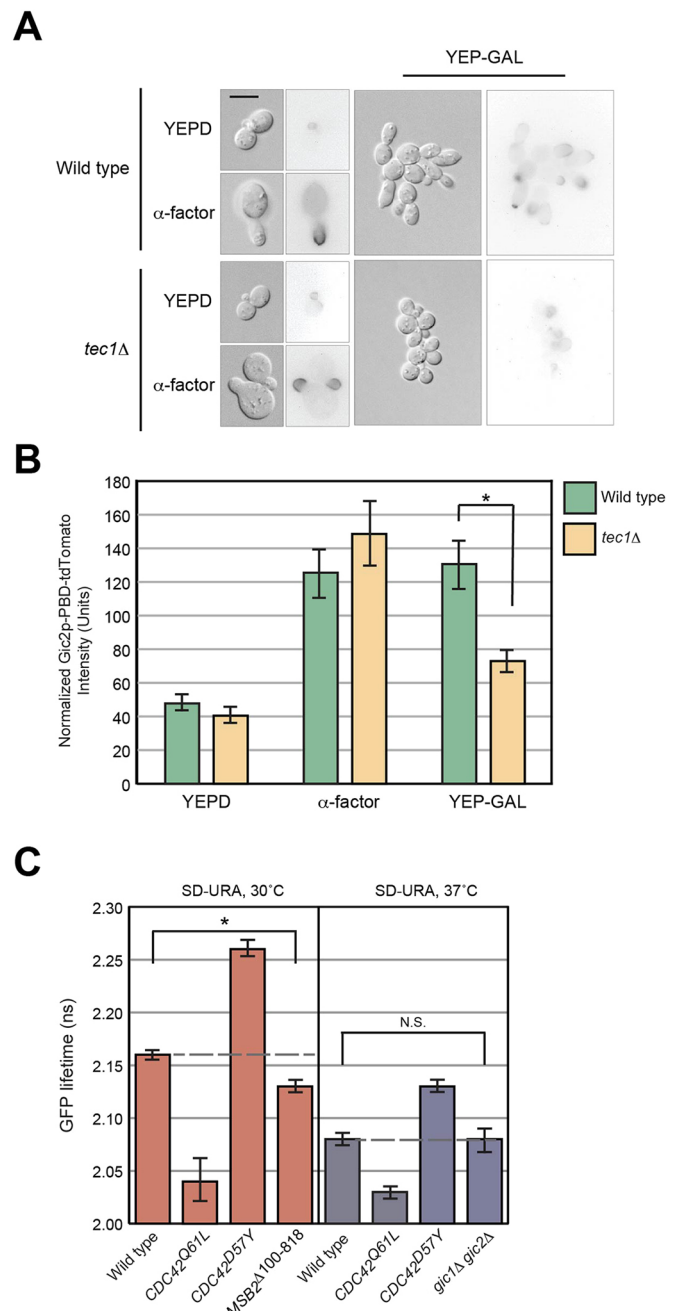 A
YEP-GAL
Wild type
YEPD
α-factor
tec1Δ
YEPD
α-factor
B
Normalized Gic2p-PBD-tdTomato
Intensity (Units)
180
160
140
120
100
80
60
40
20
0
YEPD
α-factor
YEP-GAL
*
Wild type
tec1Δ
C
SD-URA, 30˚C
SD-URA, 37˚C
GFP lifetime (ns)
2.30
2.25
2.20
2.15
2.10
2.05
2.00
*
N.S.
Wild type
CDC42Q61L
CDC42D57Y
MSB2Δ100-818
Wild type
CDC42Q61L
CDC42D57Y
gic1Δ gic2Δ